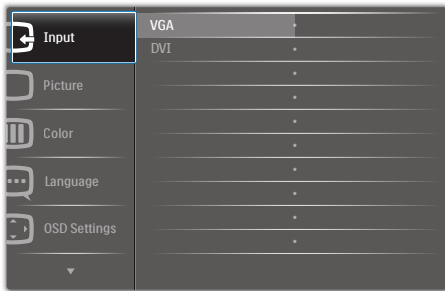 Input
VGA
DVI
Picture
Color
Language
OSD Settings